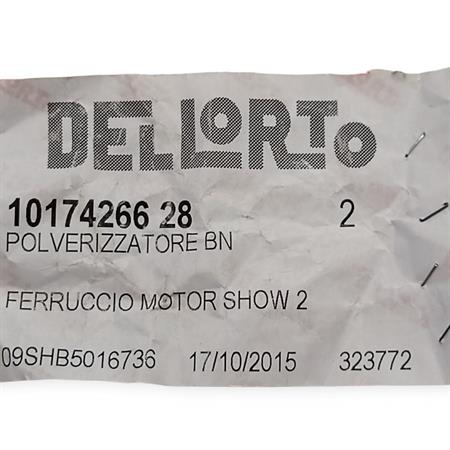 DELLORTO
10174266 28 2
POLVERIZZATORE BN
FERRUCCIO MOTOR SHOW 2
09SHB5016736 17/10/2015 323772